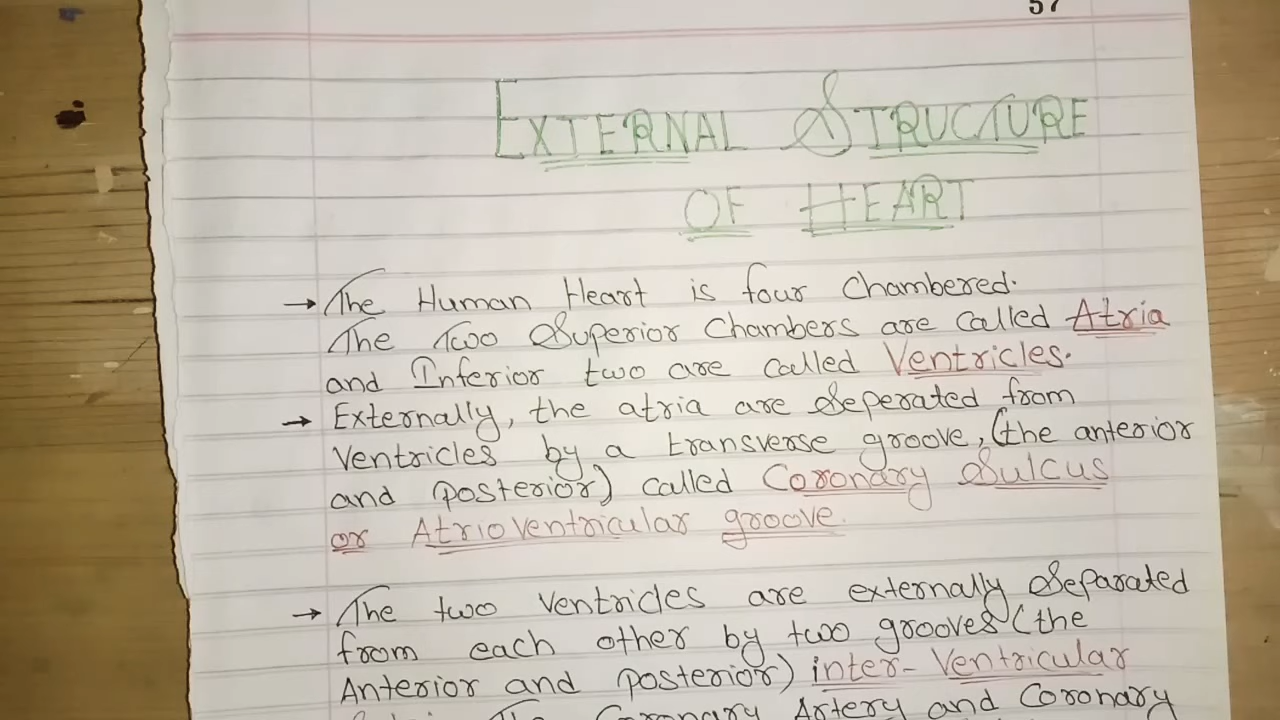 57
EXTERNAL STRUCTURE
OF HEART
→ The Human Heart is four Chambered.
The Two Superior Chambers are called Atria
and Inferior two are called Ventricles.
→ Externally, the atria are Seperated from
Ventricles by a transverse groove, (the anterior
and posterior) called Coronary Sulcus
or Atrioventricular groove.
→ The two Ventricles are externally Separated
from each other by two grooves (the
Anterior and posterior) inter-Ventricular
The Coronary Artery and Coronary